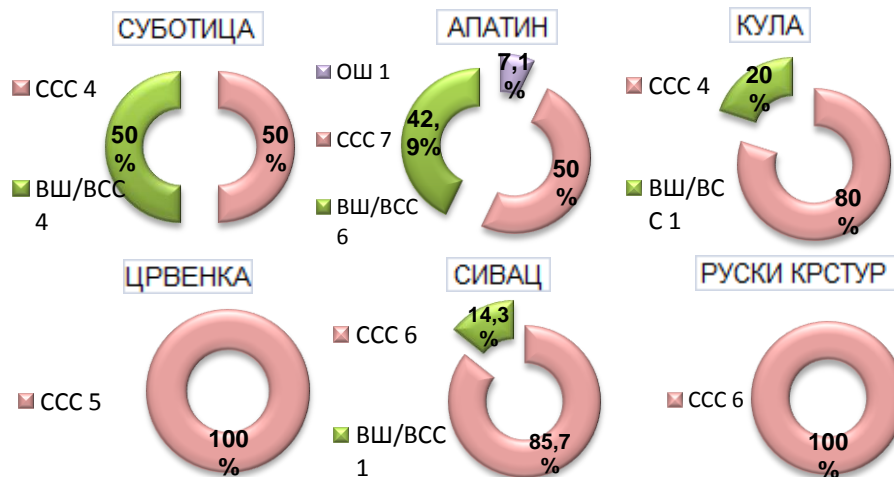 СУБОТИЦА
ССС 4
ВШ/ВСС
4
50
%
50
%
АПАТИН
ОШ 1
ССС 7
ВШ/ВСС
6
7,1
%
42,
9%
50
%
КУЛА
ССС 4
ВШ/ВС
С 1
20
%
80
%
ЦРВЕНКА
ССС 5
100
%
СИВАЦ
ССС 6
ВШ/ВСС
1
14,3
%
85,7
%
РУСКИ КРСТУР
ССС 6
100
%